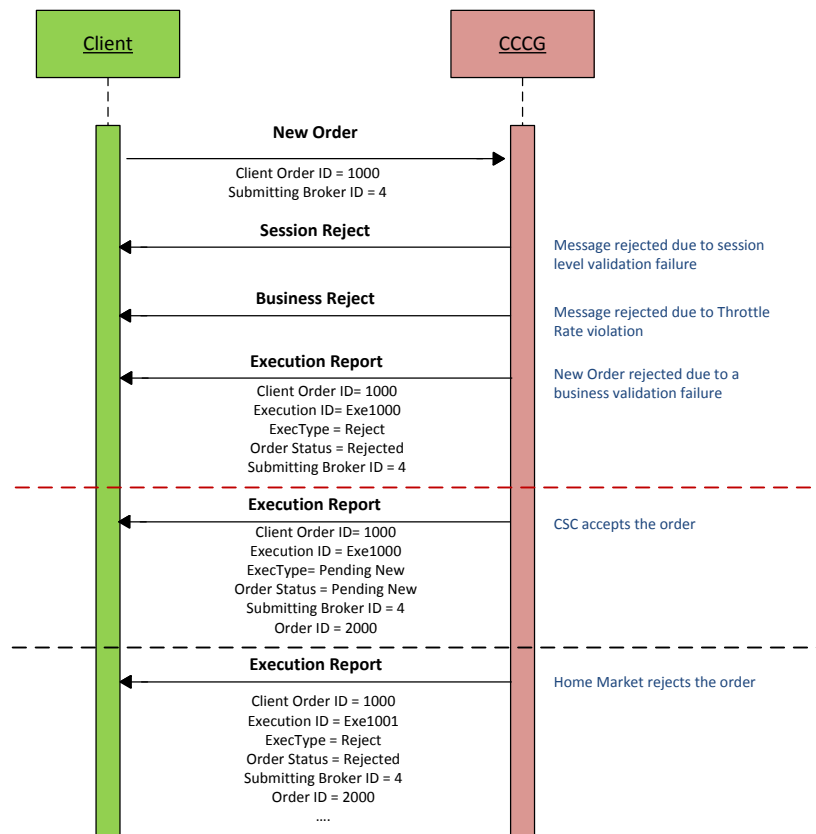 Client
CCCG
New Order
Client Order ID = 1000
Submitting Broker ID = 4
Session Reject
Message rejected due to session
level validation failure
Business Reject
Message rejected due to Throttle
Rate violation
Execution Report
New Order rejected due to a
business validation failure
Client Order ID= 1000
Execution ID= Exe1000
ExecType = Reject
Order Status = Rejected
Submitting Broker ID = 4
Execution Report
CSC accepts the order
Client Order ID= 1000
Execution ID = Exe1000
ExecType= Pending New
Order Status = Pending New
Submitting Broker ID = 4
Order ID = 2000
Execution Report
Home Market rejects the order
Client Order ID = 1000
Execution ID = Exe1001
ExecType = Reject
Order Status = Rejected
Submitting Broker ID = 4
Order ID = 2000
....